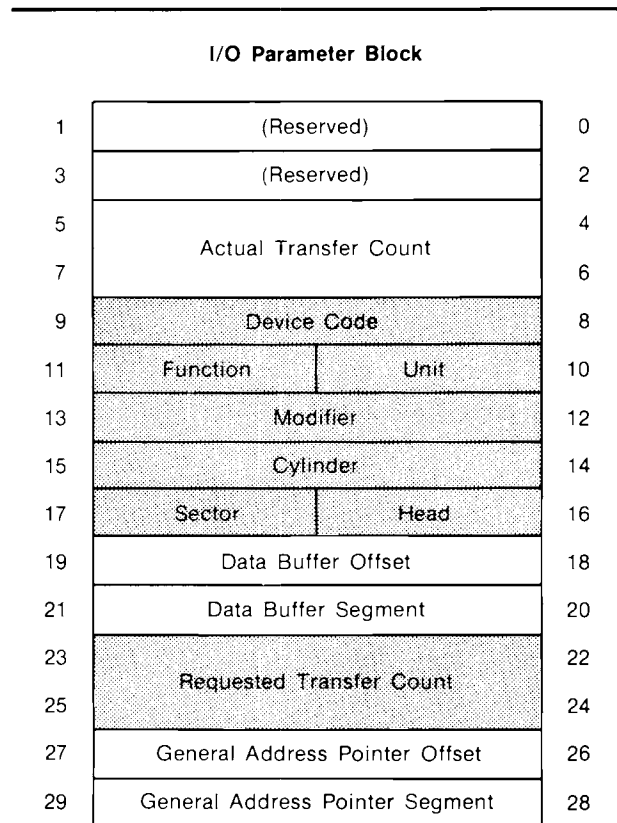 I/O Parameter Block
1 (Reserved) 0
3 (Reserved) 2
5 4
Actual Transfer Count
7 6
9 Device Code 8
11 Function Unit 10
13 Modifier 12
15 Cylinder 14
17 Sector Head 16
19 Data Buffer Offset 18
21 Data Buffer Segment 20
23 22
Requested Transfer Count
25 24
27 General Address Pointer Offset 26
29 General Address Pointer Segment 28